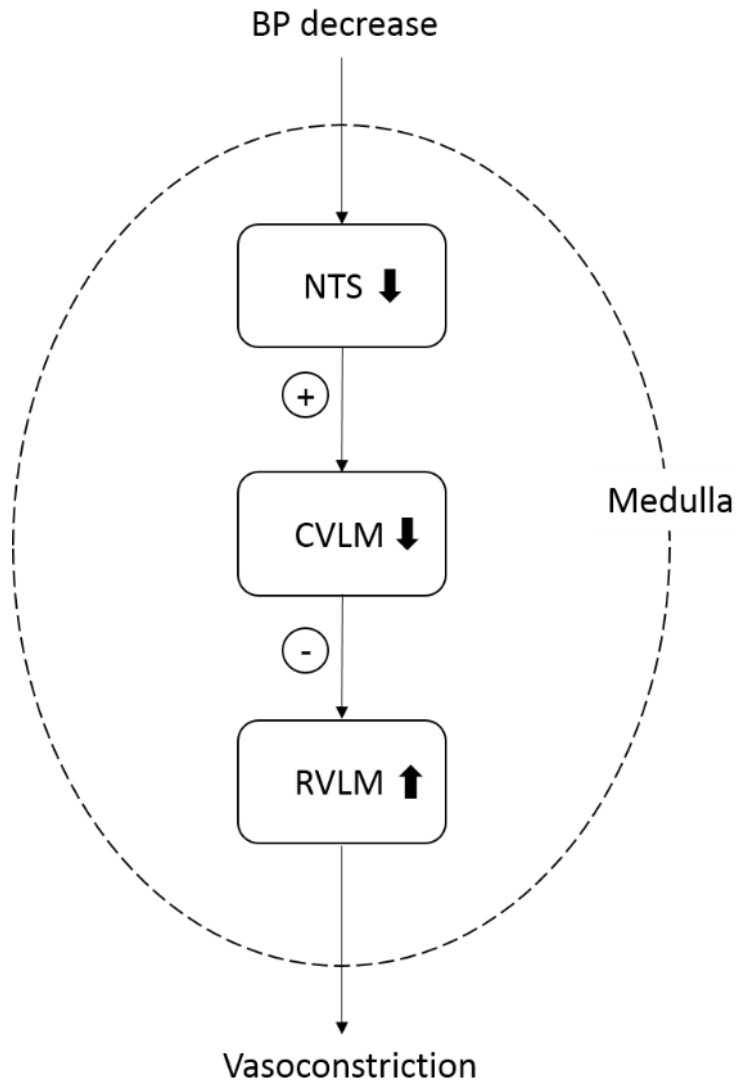 BP decrease
NTS
+
CVLM
Medulla
-
RVLM
Vasoconstriction